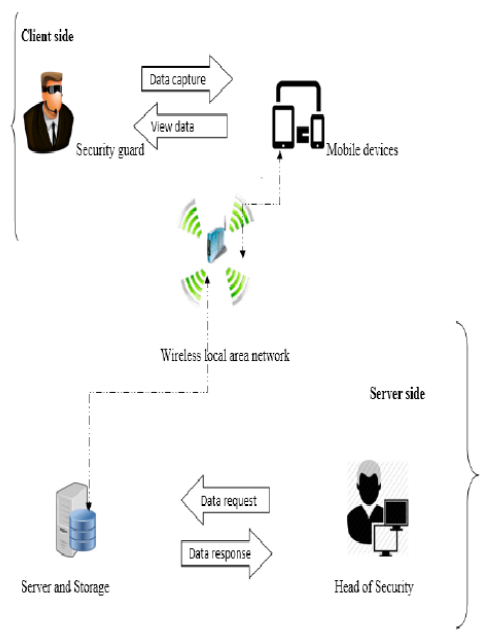 Client side
Data capture
View data
Security guard
Mobile devices
Wireless local area network
Server side
Data request
Data response
Server and Storage
Head of Security